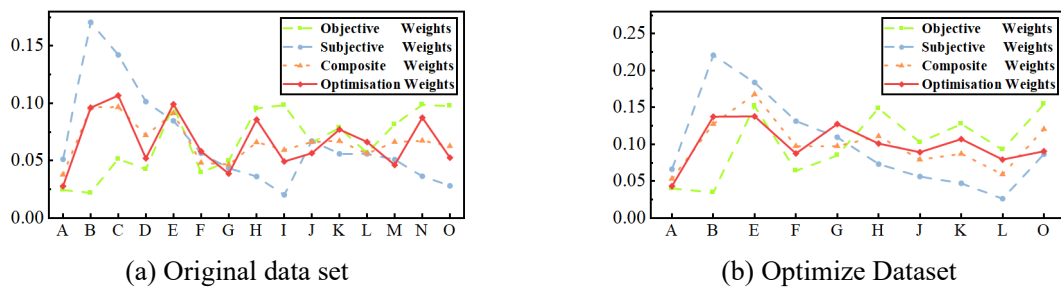 Objective Weights
Subjective Weights
Composite Weights
Optimisation Weights
0.15
0.10
0.05
0.00
A B C D E F G H I J K L M N O
(a) Original data set
Objective Weights
Subjective Weights
Composite Weights
Optimisation Weights
0.25
0.20
0.15
0.10
0.05
0.00
A B E F G H J K L O
(b) Optimize Dataset